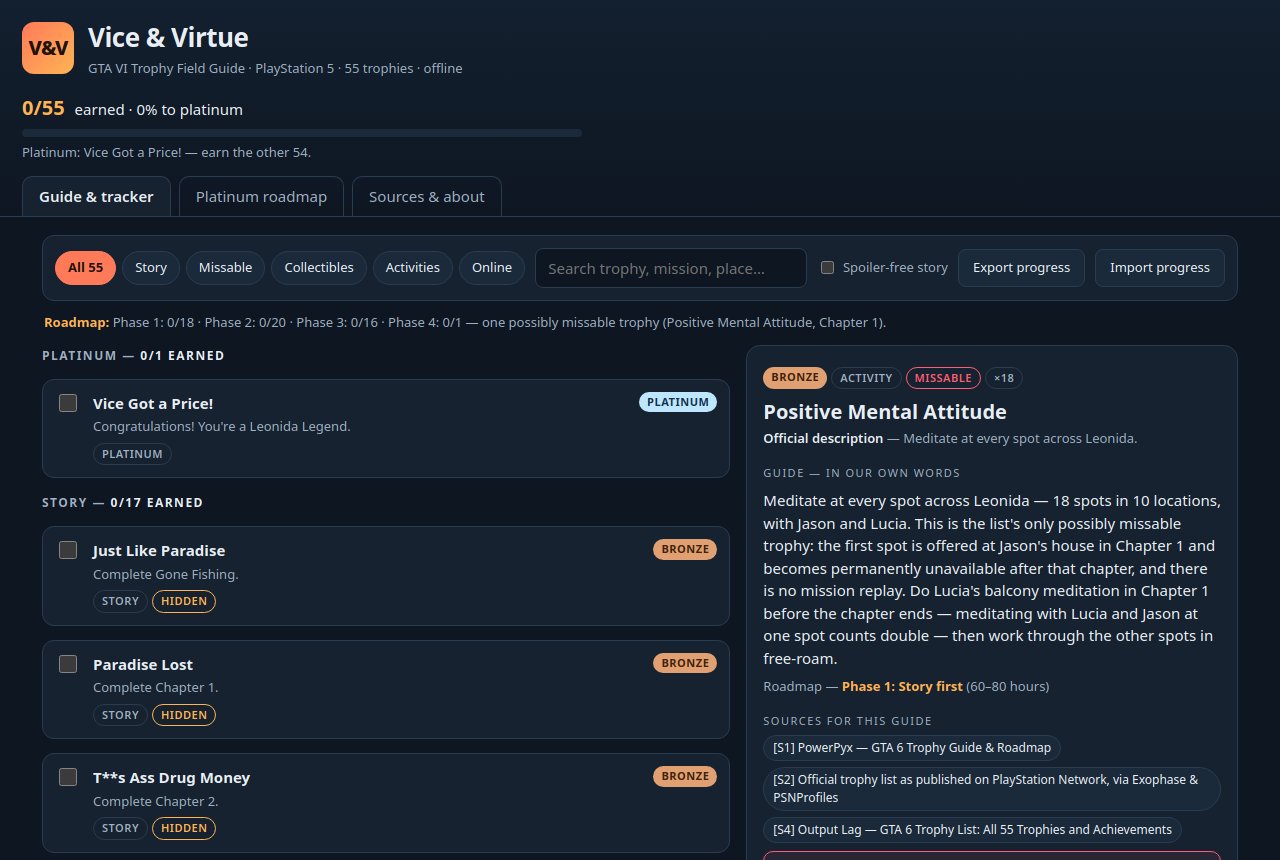 V&V
Vice & Virtue
GTA VI Trophy Field Guide · PlayStation 5 · 55 trophies · offline
0/55 earned · 0% to platinum
Platinum: Vice Got a Price! — earn the other 54.
Guide & tracker
Platinum roadmap
Sources & about
All 55
Story
Missable
Collectibles
Activities
Online
Search trophy, mission, place...
Spoiler-free story
Export progress
Import progress
Roadmap: Phase 1: 0/18 · Phase 2: 0/20 · Phase 3: 0/16 · Phase 4: 0/1 — one possibly missable trophy (Positive Mental Attitude, Chapter 1).
PLATINUM — 0/1 EARNED
Vice Got a Price!
PLATINUM
Congratulations! You're a Leonida Legend.
PLATINUM
STORY — 0/17 EARNED
Just Like Paradise
BRONZE
Complete Gone Fishing.
STORY
HIDDEN
Paradise Lost
BRONZE
Complete Chapter 1.
STORY
HIDDEN
T**s Ass Drug Money
BRONZE
Complete Chapter 2.
STORY
HIDDEN
BRONZE
ACTIVITY
MISSABLE
×18
Positive Mental Attitude
Official description — Meditate at every spot across Leonida.
GUIDE — IN OUR OWN WORDS
Meditate at every spot across Leonida — 18 spots in 10 locations,
with Jason and Lucia. This is the list's only possibly missable
trophy: the first spot is offered at Jason's house in Chapter 1 and
becomes permanently unavailable after that chapter, and there
is no mission replay. Do Lucia's balcony meditation in Chapter 1
before the chapter ends — meditating with Lucia and Jason at
one spot counts double — then work through the other spots in
free-roam.
Roadmap — Phase 1: Story first (60–80 hours)
SOURCES FOR THIS GUIDE
[S1] PowerPyx — GTA 6 Trophy Guide & Roadmap
[S2] Official trophy list as published on PlayStation Network, via Exophase &
PSNProfiles
[S4] Output Lag — GTA 6 Trophy List: All 55 Trophies and Achievements